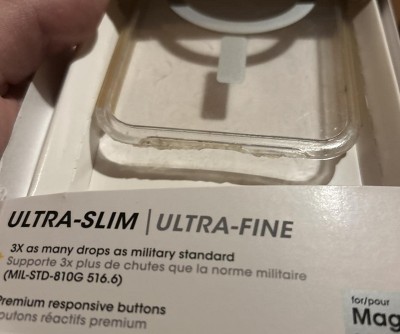 ULTRA-SLIM | ULTRA-FINE
3X as many drops as military standard
Supporte 3x plus de chutes que la norme militaire
(MIL-STD-810G 516.6)
Premium responsive buttons
outons réactifs premium
for/pour
Mag